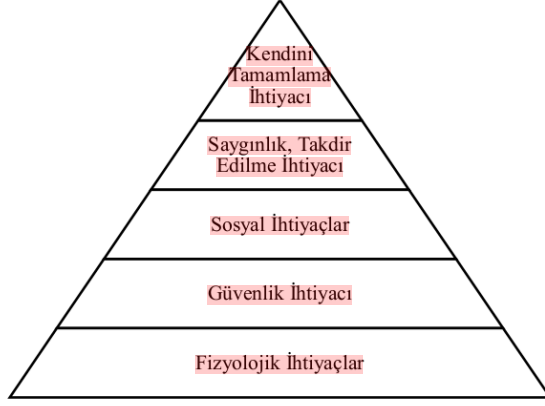 Kendini
Tamamlama
İhtiyacı
Saygınlık, Takdir
Edilme İhtiyacı
Sosyal İhtiyaçlar
Güvenlik İhtiyacı
Fizyolojik İhtiyaçlar